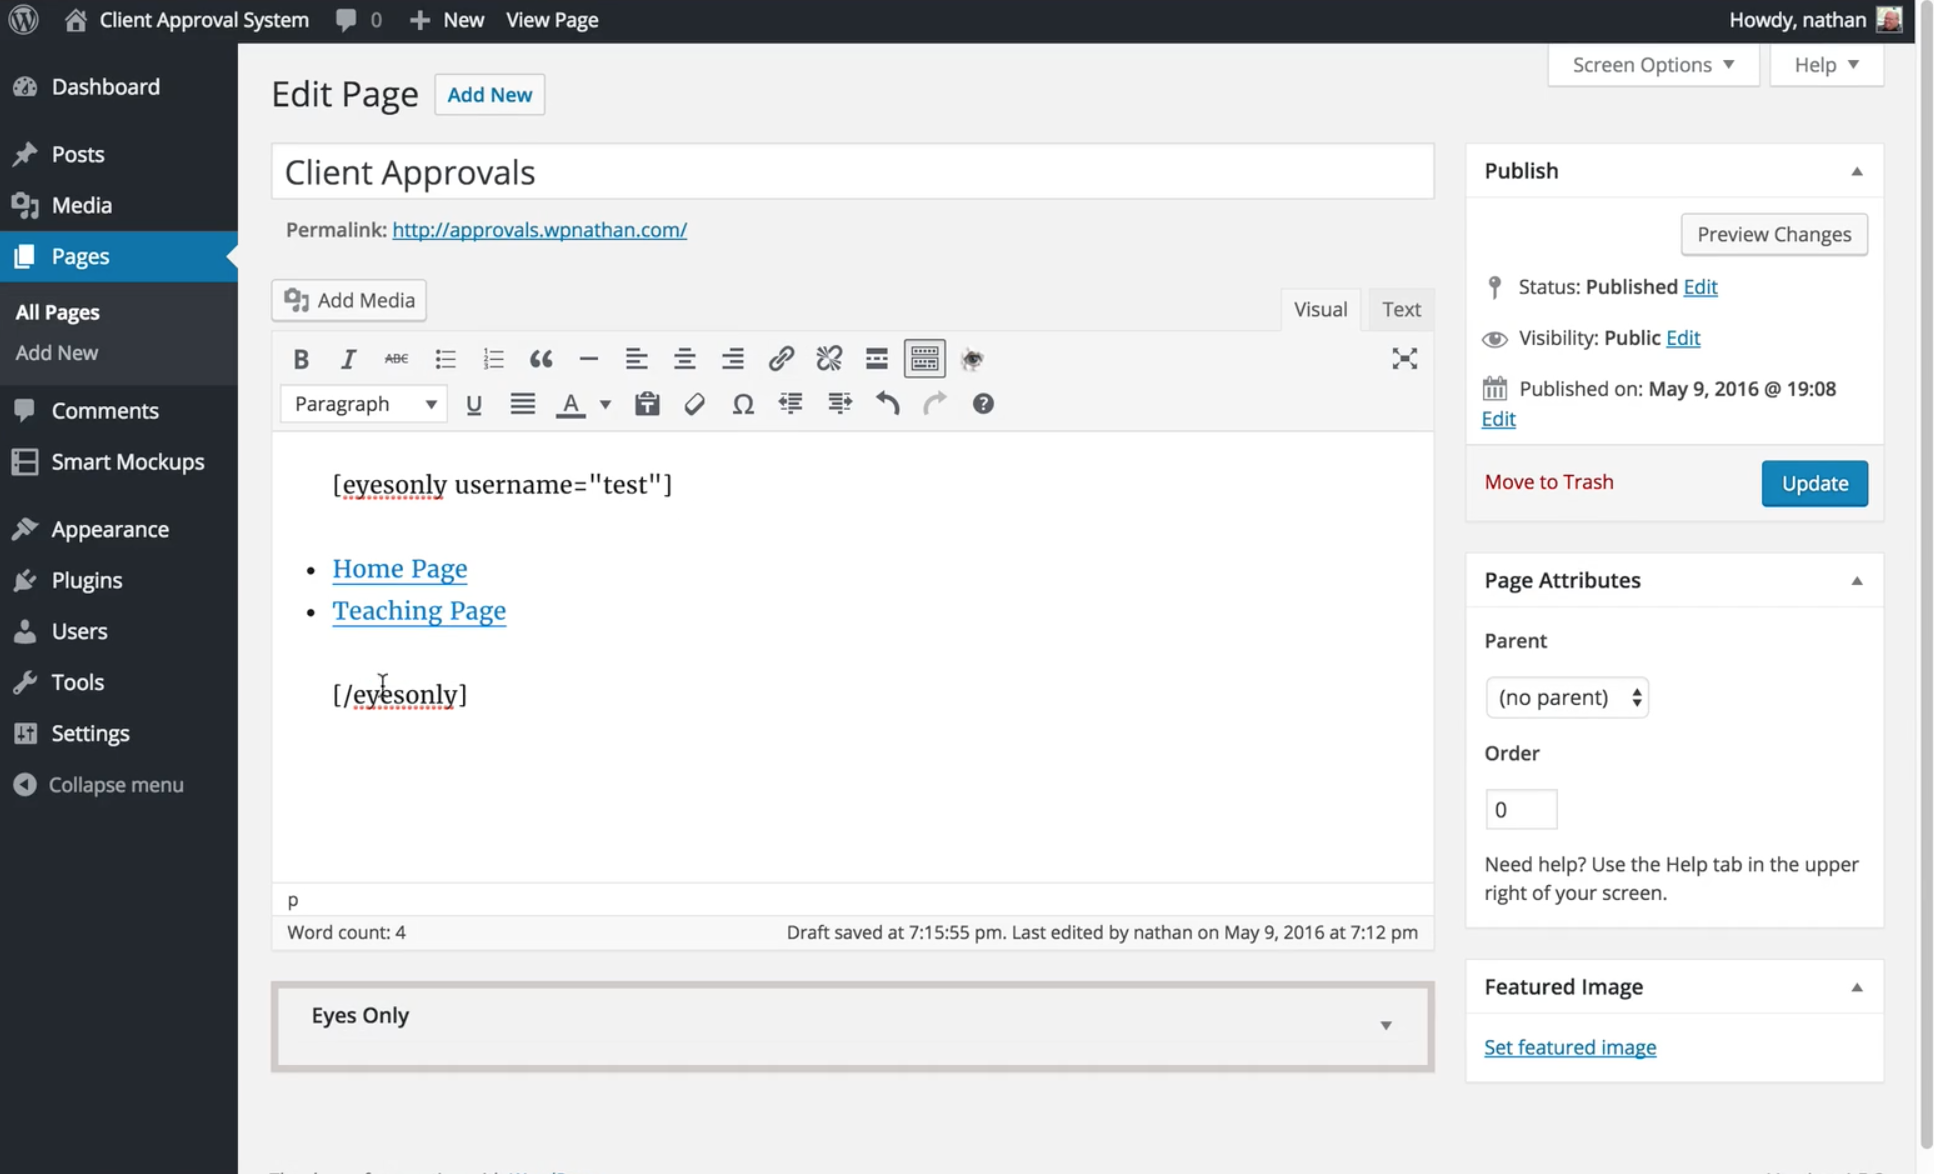 Client Approval System 0 New View Page Howdy, nathan
Screen Options Help
Dashboard
Posts
Media
Pages
All Pages
Add New
Comments
Smart Mockups
Appearance
Plugins
Users
Tools
Settings
Collapse menu
Edit Page Add New
Client Approvals
Permalink: http://approvals.wpnathan.com/
Add Media
Visual Text
B I ABC
Paragraph U A Ω
[eyesonly username="test"]
• Home Page
• Teaching Page
[/eyesonly]
p
Word count: 4 Draft saved at 7:15:55 pm. Last edited by nathan on May 9, 2016 at 7:12 pm
Eyes Only
Publish
Preview Changes
Status: Published Edit
Visibility: Public Edit
Published on: May 9, 2016 @ 19:08
Edit
Move to Trash Update
Page Attributes
Parent
(no parent)
Order
0
Need help? Use the Help tab in the upper
right of your screen.
Featured Image
Set featured image